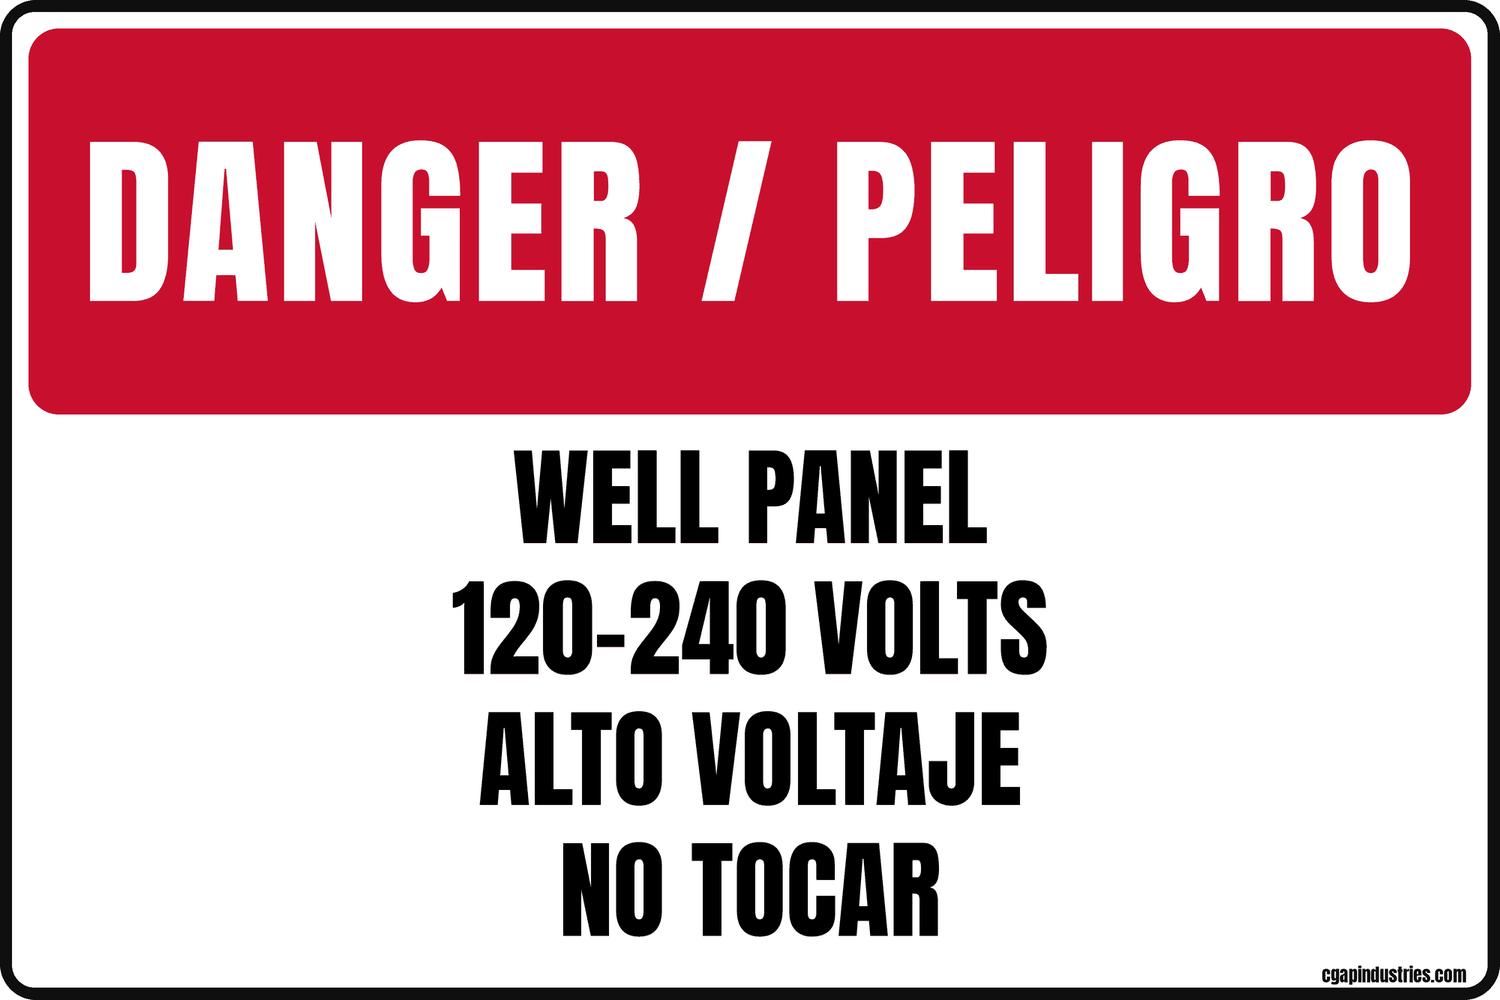 DANGER / PELIGRO
WELL PANEL
120-240 VOLTS
ALTO VOLTAJE
NO TOCAR
cgapindustries.com